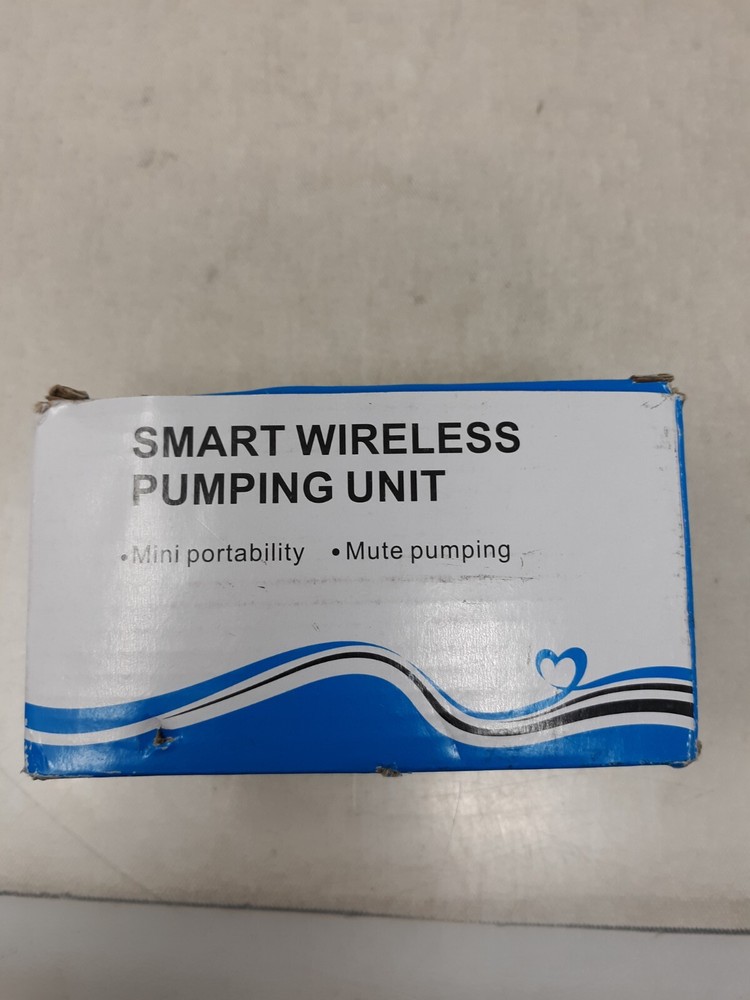 SMART WIRELESS
PUMPING UNIT
•Mini portability •Mute pumping